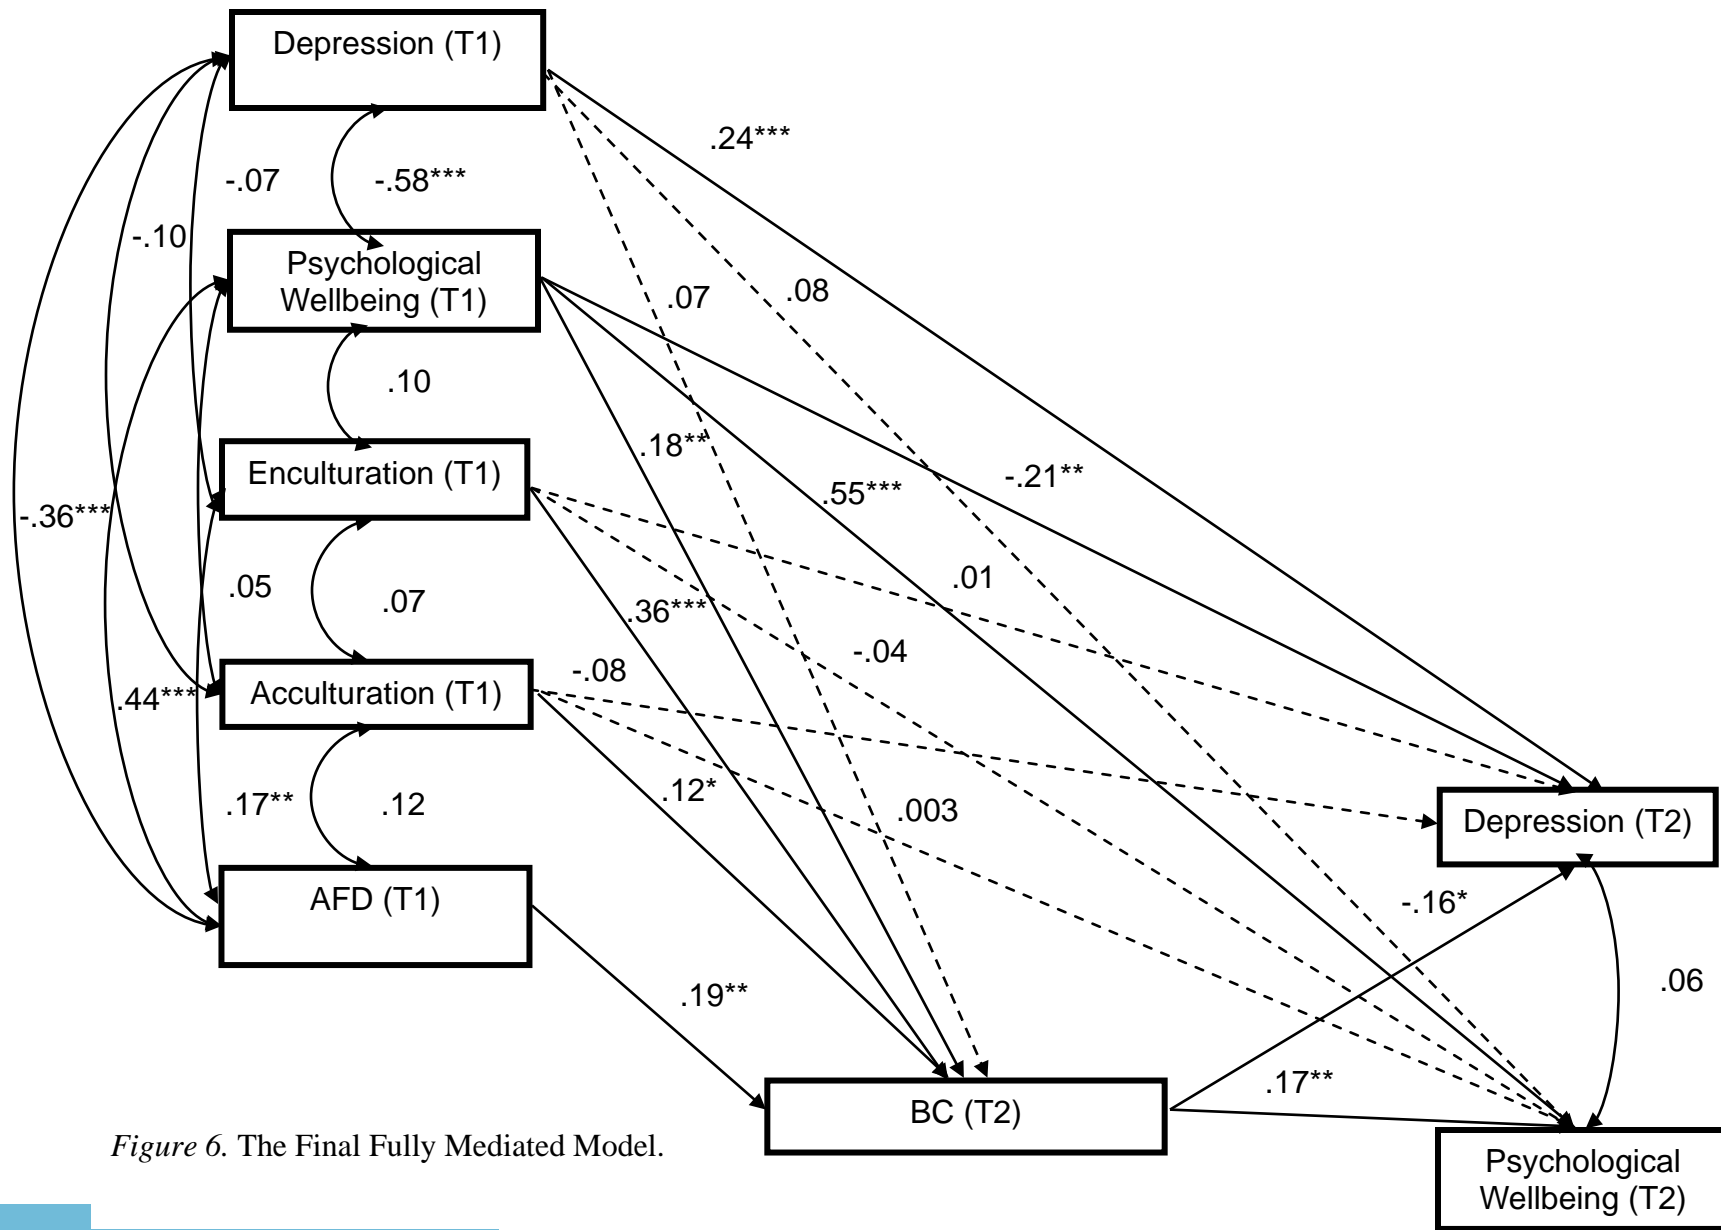 Depression (T1)
.24***
-.07
-.58***
-.10
Psychological
Wellbeing (T1)
.07
.08
.10
.18**
Enculturation (T1)
-.21**
.55***
-.36***
.05
.07
.36***
.01
-.04
-.08
Acculturation (T1)
.44***
.17**
.12
.12*
.003
Depression (T2)
AFD (T1)
-.16*
.19**
.06
.17**
BC (T2)
Figure 6. The Final Fully Mediated Model.
Psychological
Wellbeing (T2)